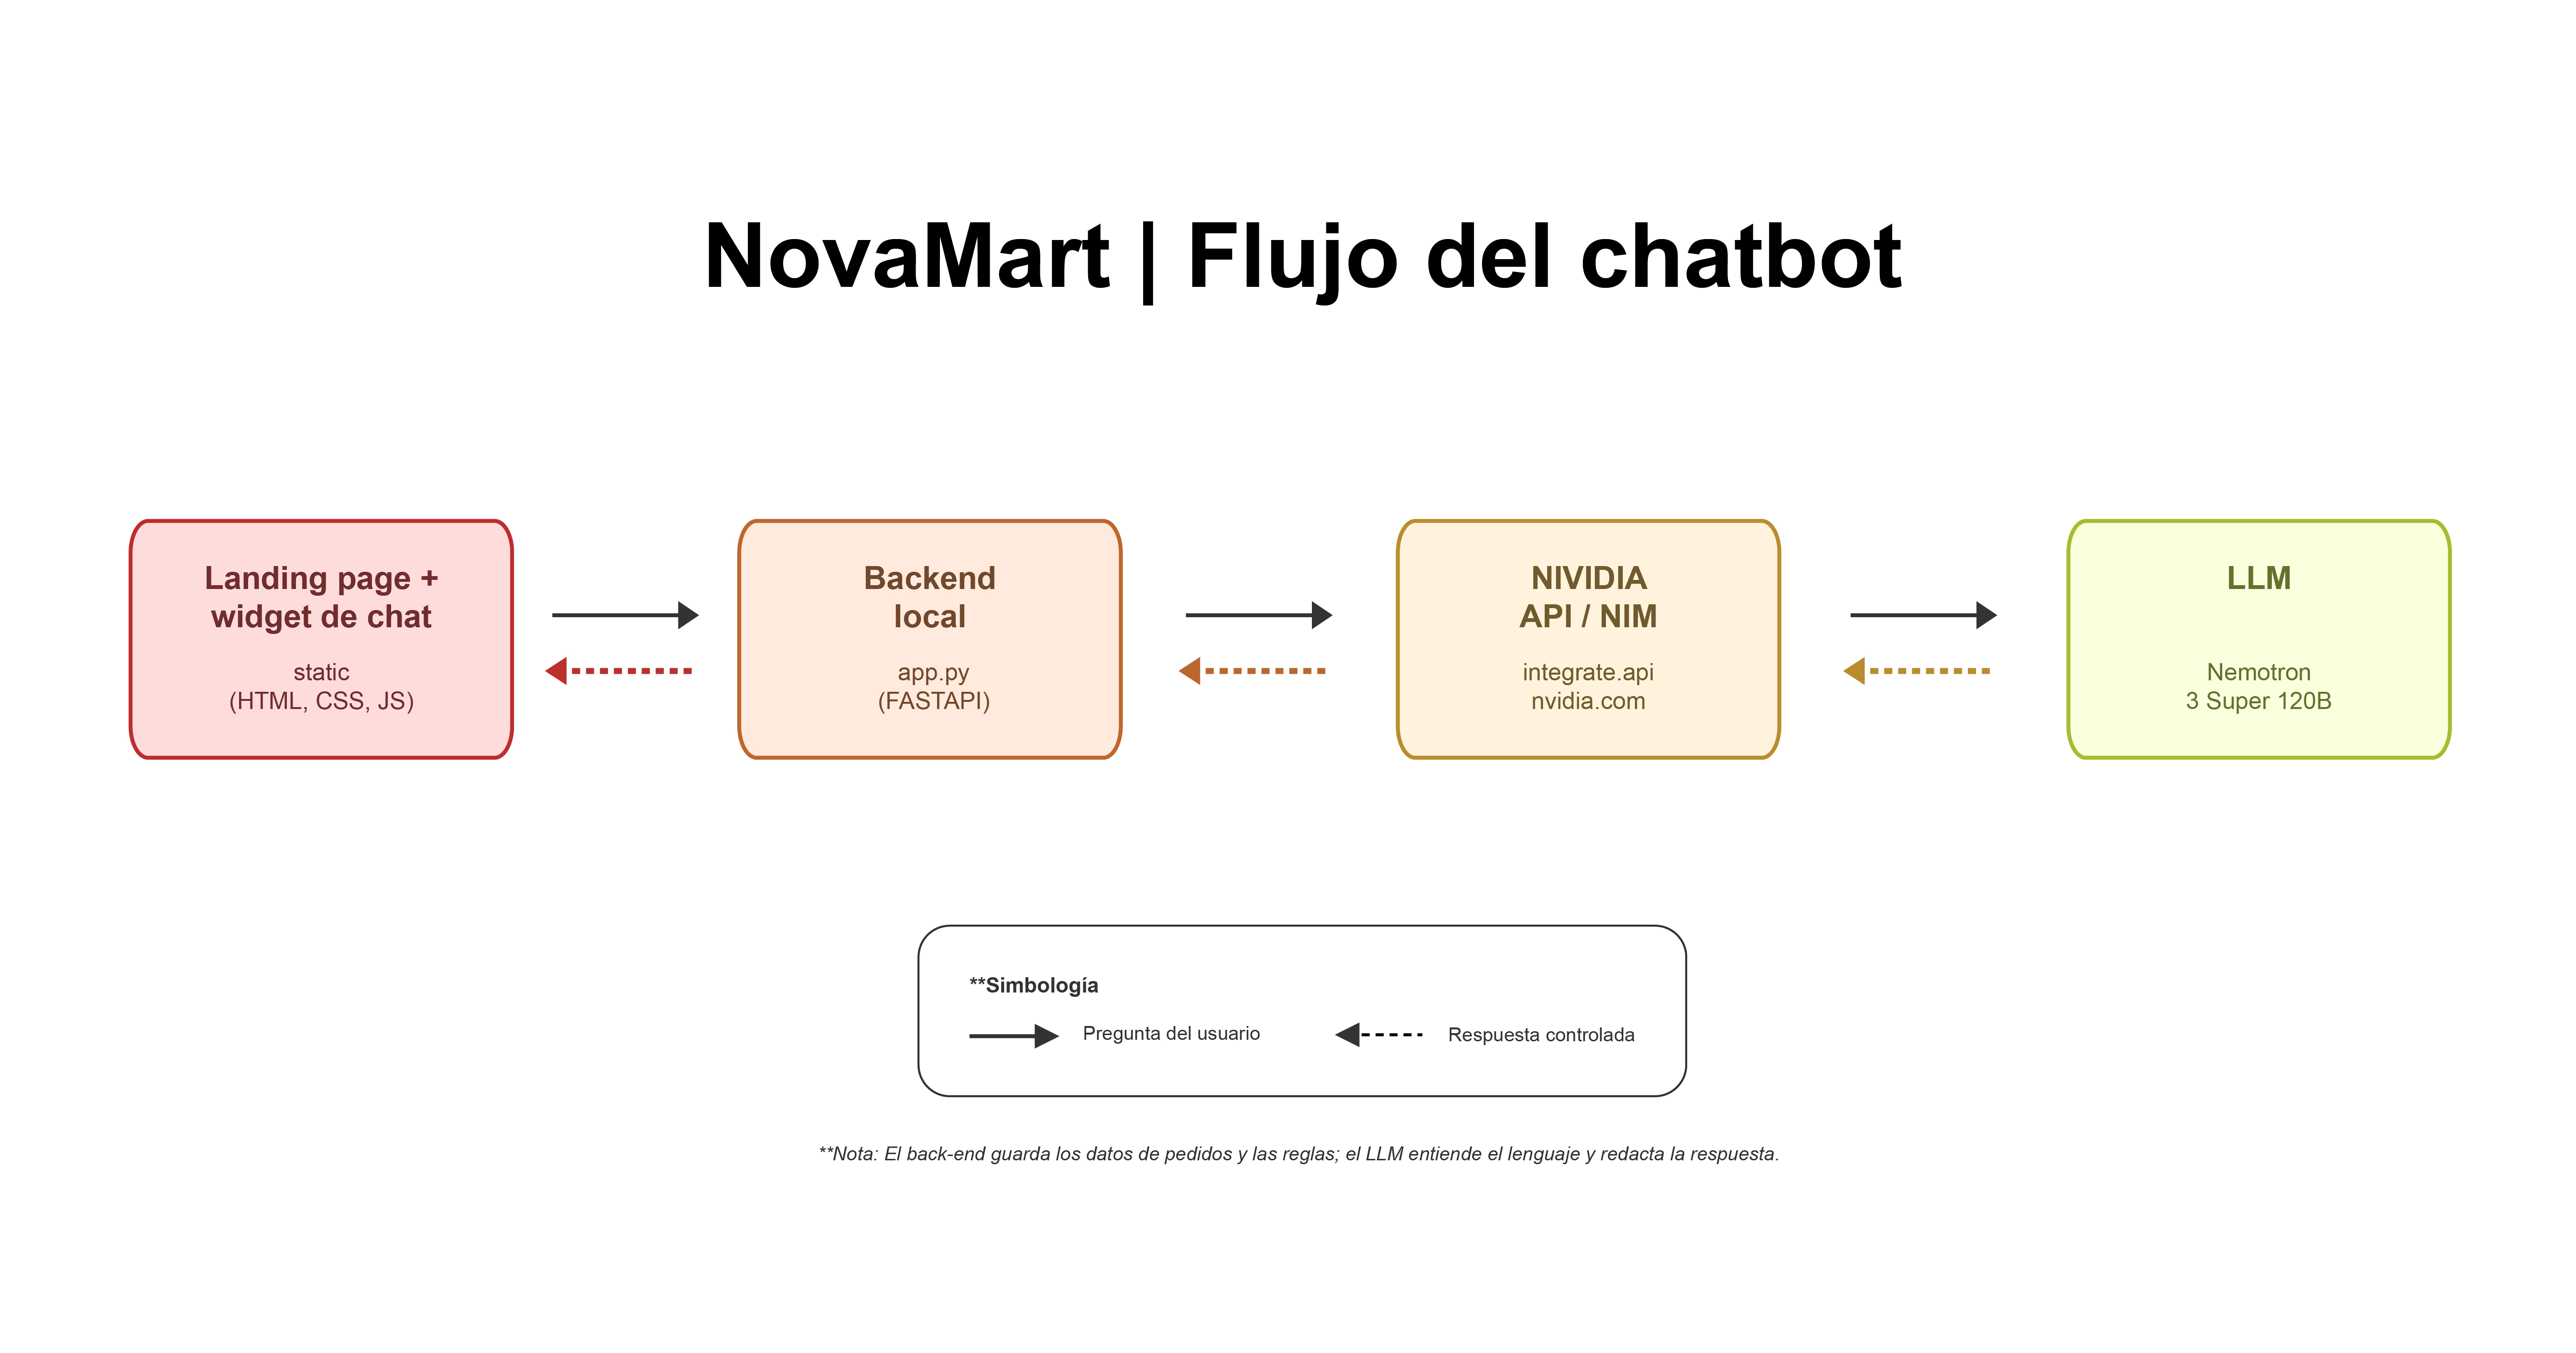 NovaMart | Flujo del chatbot
Landing page +
widget de chat
static
(HTML, CSS, JS)
Backend
local
app.py
(FASTAPI)
NIVIDIA
API / NIM
integrate.api
nvidia.com
LLM
Nemotron
3 Super 120B
**Simbología
Pregunta del usuario
Respuesta controlada
**Nota: El back-end guarda los datos de pedidos y las reglas; el LLM entiende el lenguaje y redacta la respuesta.